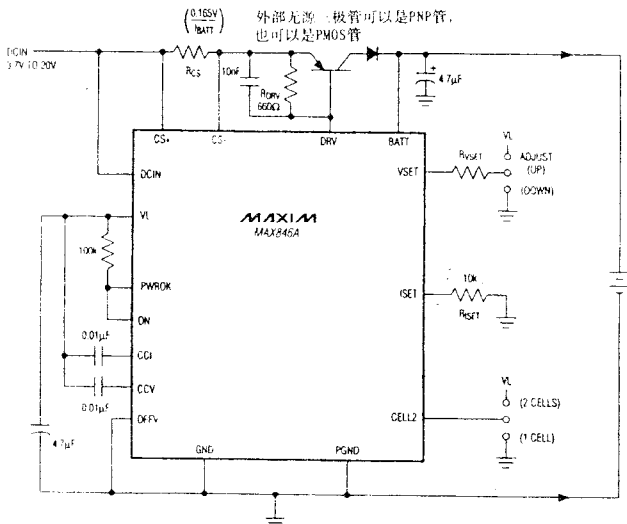 (0.165V / IBATT)
外部无源三极管可以是PNP管,
也可以是PMOS管
DCIN
3.7V TO 20V
RCS
10nF
RDRV
660Ω
4.7μF
CS+
CS-
DRV
BATT
DCIN
VL
100k
PWROK
ON
0.01μF
CCI
CCV
0.01μF
OFFV
4.7μF
MAXIM
MAX846A
VSET
RVSET
VL
ADJUST
(UP)
(DOWN)
ISET
10k
RISET
VL
(2 CELLS)
CELL2
(1 CELL)
GND
PGND